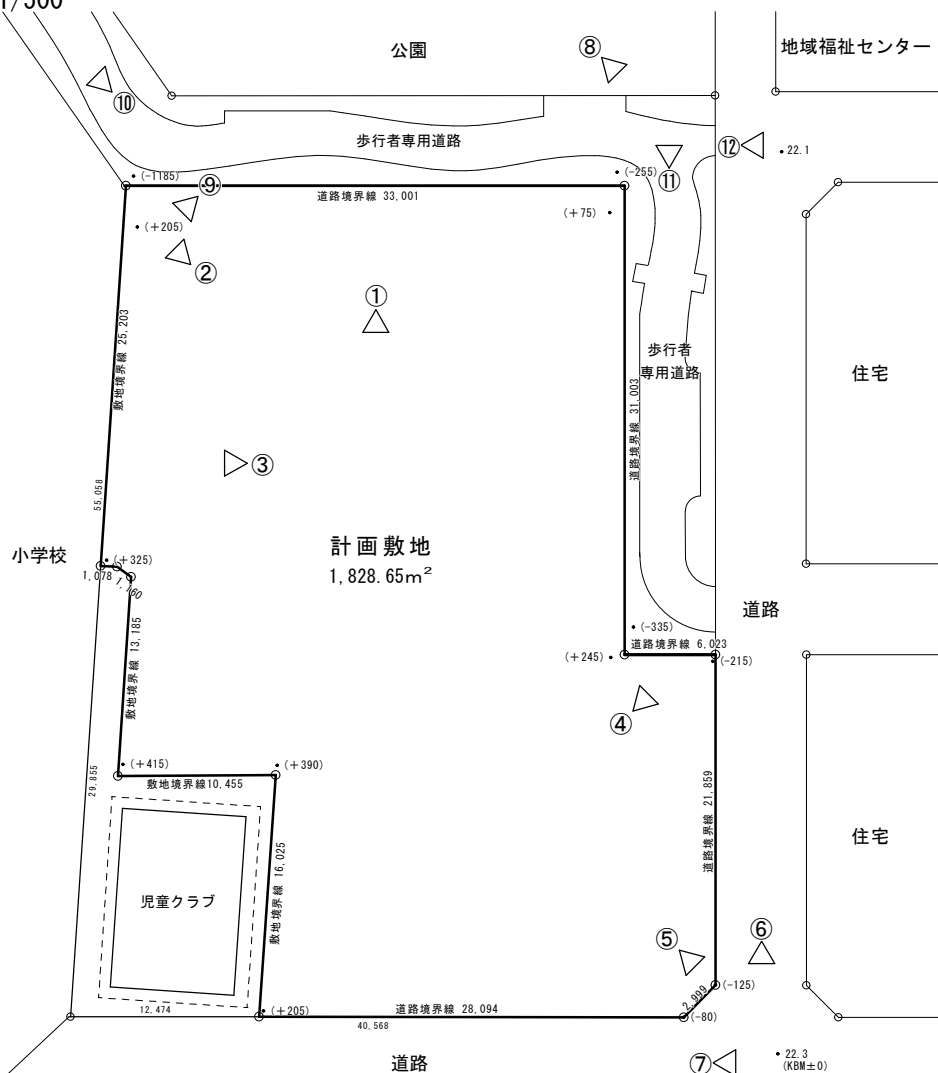 1/500
公園
⑧
地域福祉センター
⑩
歩行者専用道路
⑫
22.1
⑪
(-1185)
⑨
道路境界線 33,001
(-255)
(+75)
(+205)
②
①
敷地境界線 25,203
歩行者
専用道路
住宅
道路境界線 31,003
③
55,058
計画敷地
1,828.65m²
小学校
(+325)
1,078
1,160
道路
(-335)
道路境界線 6,023
(+245)
(-215)
敷地境界線 13,185
④
(+415)
(+390)
敷地境界線10,455
29,855
道路境界線 21,859
住宅
児童クラブ
敷地境界線 16,025
⑤
⑥
2,999
(-125)
12,474
(+205)
道路境界線 28,094
(-80)
40,568
道路
⑦
22.3
(KBM±0)